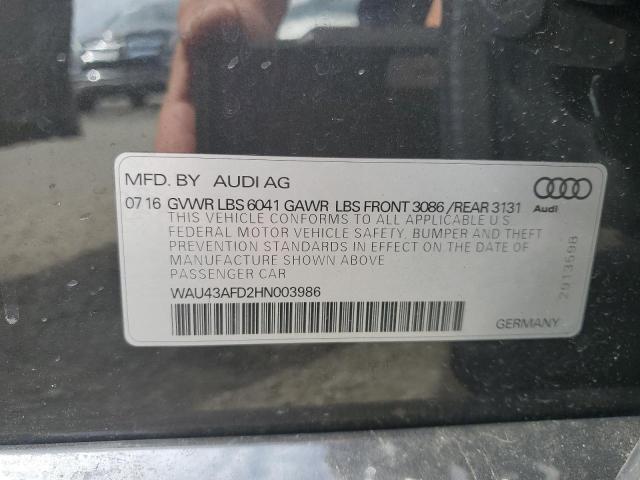 MFD. BY AUDI AG
07 16 GVWR LBS 6041 GAWR LBS FRONT 3086 /REAR 3131
THIS VEHICLE CONFORMS TO ALL APPLICABLE U S
FEDERAL MOTOR VEHICLE SAFETY, BUMPER AND THEFT
PREVENTION STANDARDS IN EFFECT ON THE DATE OF
MANUFACTURE SHOWN ABOVE
PASSENGER CAR
WAU43AFD2HN003986
Audi
2913698
GERMANY